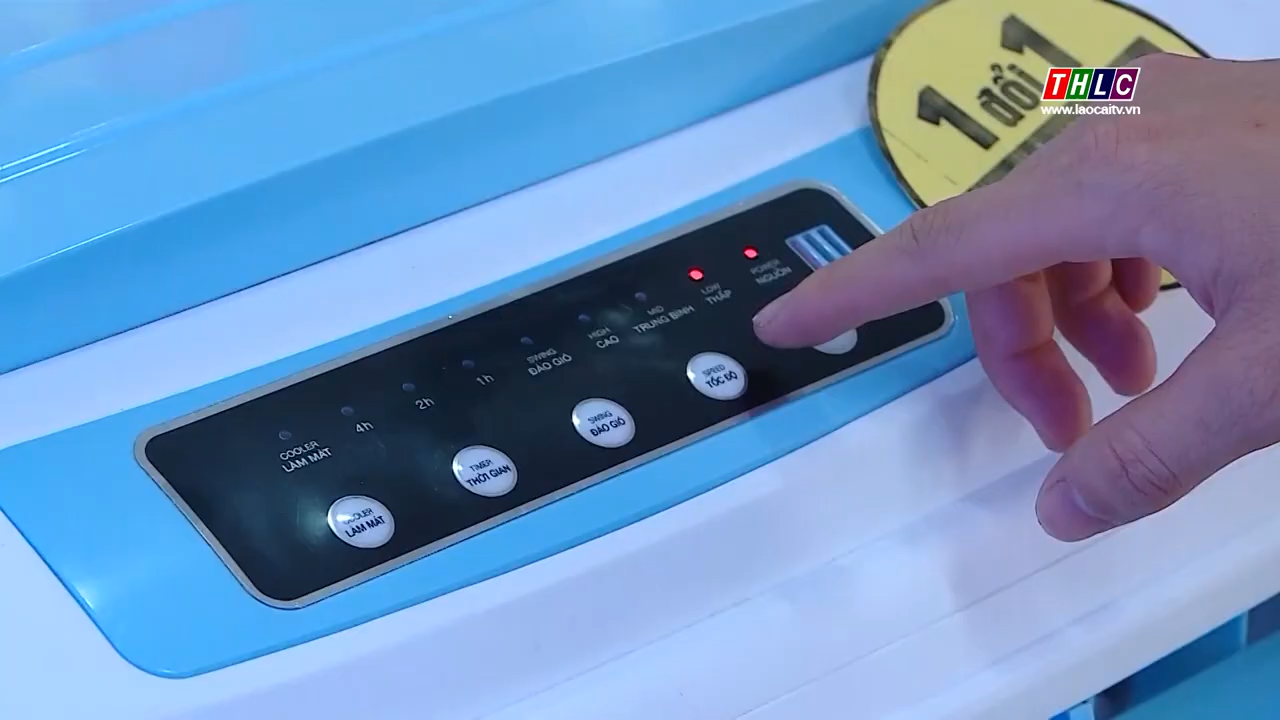 1 đổi 1
THLC
www.laocaitv.vn
POWER
NGUỒN
LOW
THẤP
MID
TRUNG BÌNH
HIGH
CAO
SWING
ĐẢO GIÓ
1h
2h
4h
COOLER
LÀM MÁT
SPEED
TỐC ĐỘ
SWING
ĐẢO GIÓ
TIMER
THỜI GIAN
COOLER
LÀM MÁT